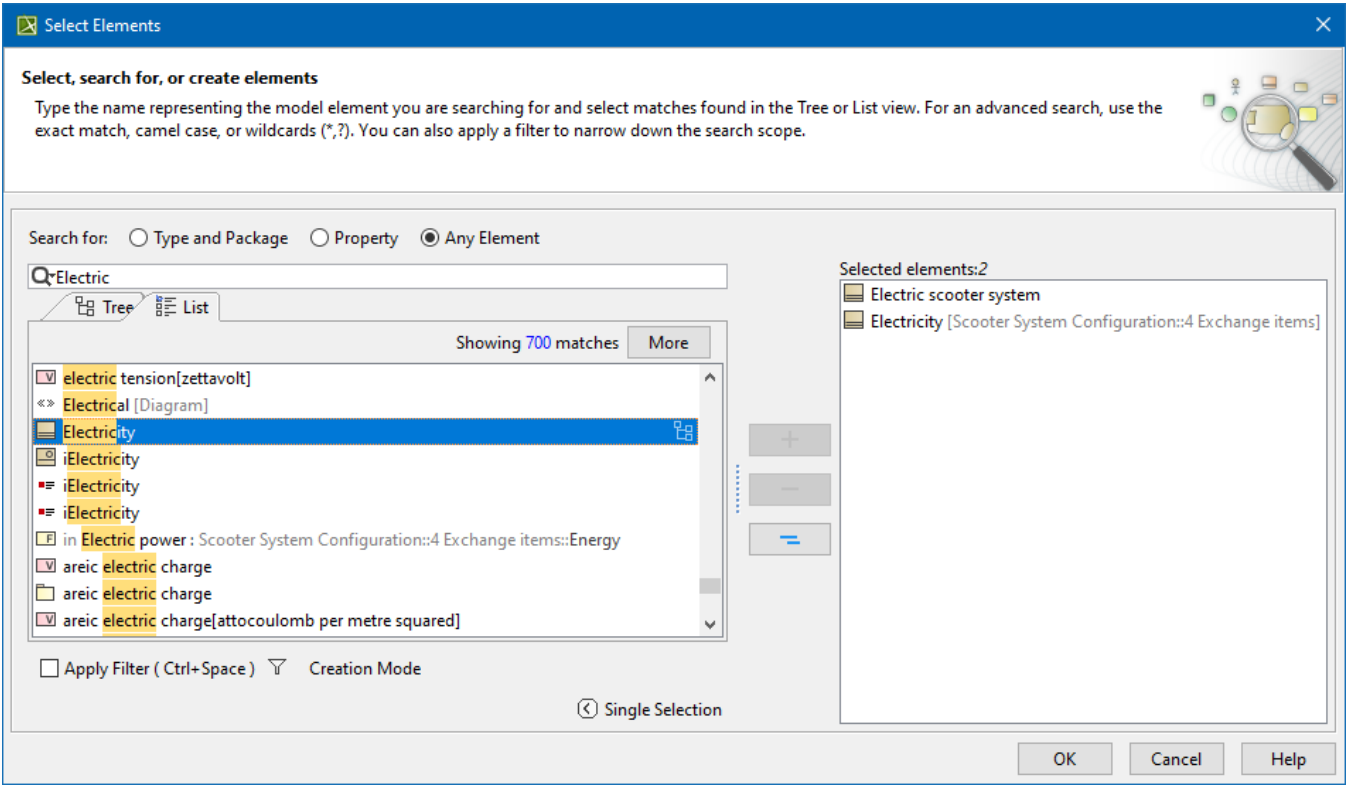 Select Elements
Select, search for, or create elements
Type the name representing the model element you are searching for and select matches found in the Tree or List view. For an advanced search, use the
exact match, camel case, or wildcards (*,?). You can also apply a filter to narrow down the search scope.
Search for: Type and Package Property Any Element
Electric
Tree List
Showing 700 matches More
electric tension[zettavolt]
«» Electrical [Diagram]
Electricity
iElectricity
iElectricity
iElectricity
F in Electric power : Scooter System Configuration::4 Exchange items::Energy
V areic electric charge
areic electric charge
V areic electric charge[attocoulomb per metre squared]
Apply Filter ( Ctrl+Space ) Creation Mode
Single Selection
Selected elements:2
Electric scooter system
Electricity [Scooter System Configuration::4 Exchange items]
OK Cancel Help